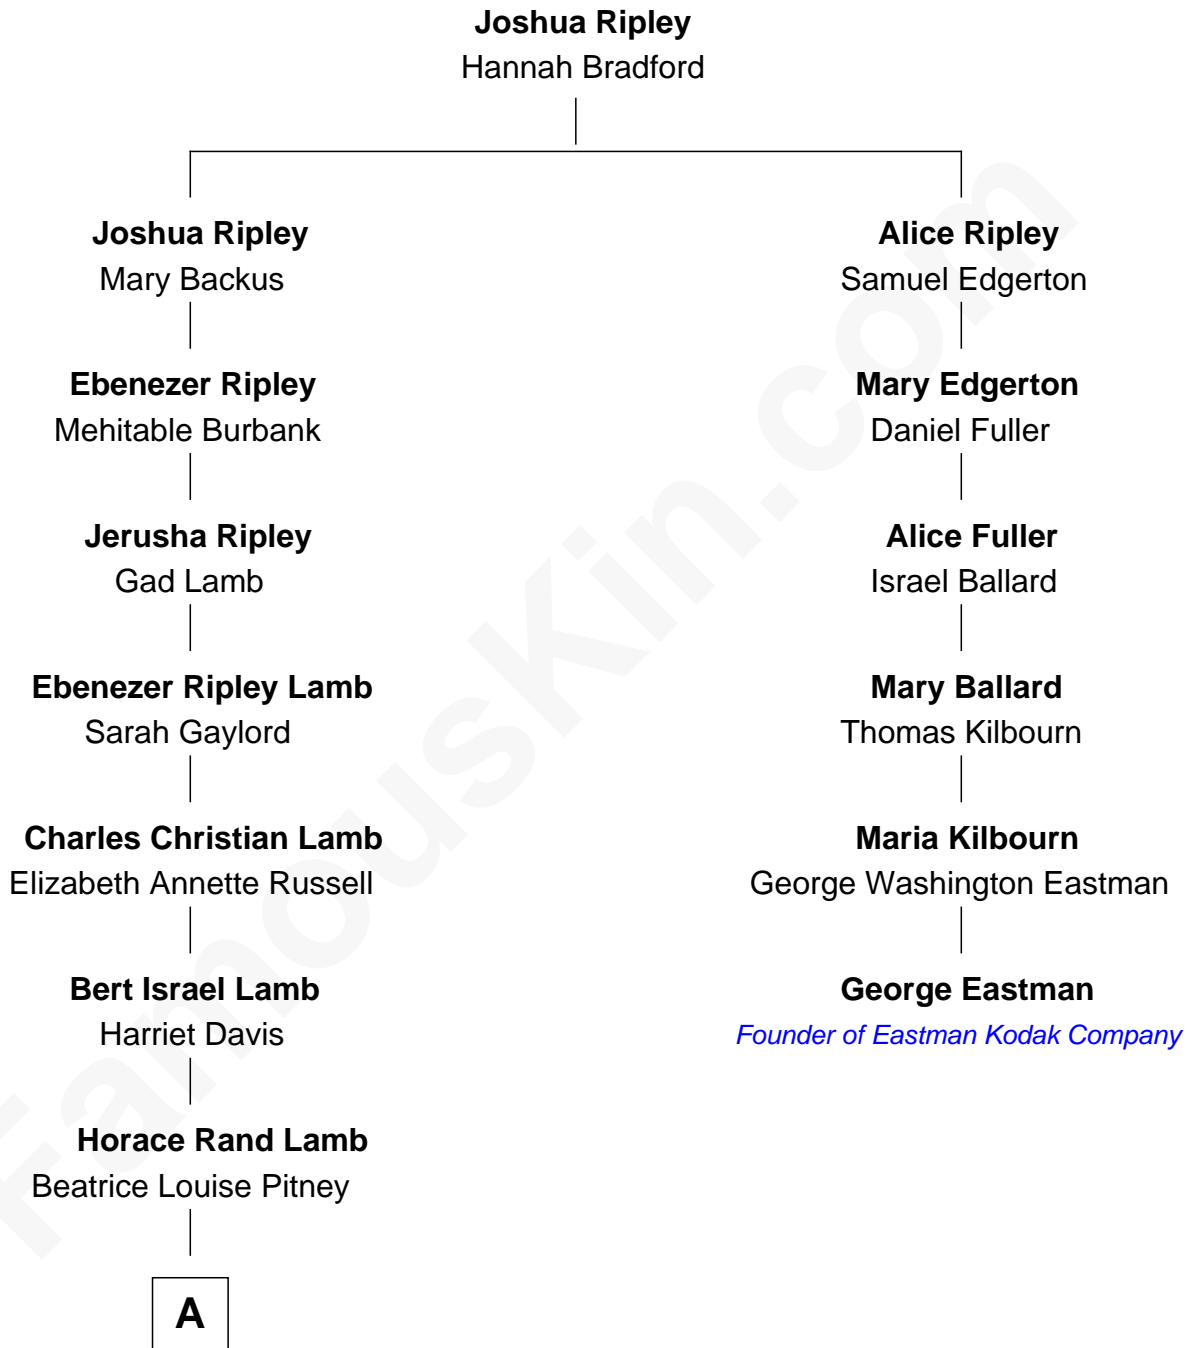 Joshua Ripley
Hannah Bradford
Joshua Ripley
Mary Backus
Alice Ripley
Samuel Edgerton
Ebenezer Ripley
Mehitable Burbank
Mary Edgerton
Daniel Fuller
Jerusha Ripley
Gad Lamb
Alice Fuller
Israel Ballard
Ebenezer Ripley Lamb
Sarah Gaylord
Mary Ballard
Thomas Kilbourn
Charles Christian Lamb
Elizabeth Annette Russell
Maria Kilbourn
George Washington Eastman
Bert Israel Lamb
Harriet Davis
George Eastman
Founder of Eastman Kodak Company
Horace Rand Lamb
Beatrice Louise Pitney
A
FamousKin.com